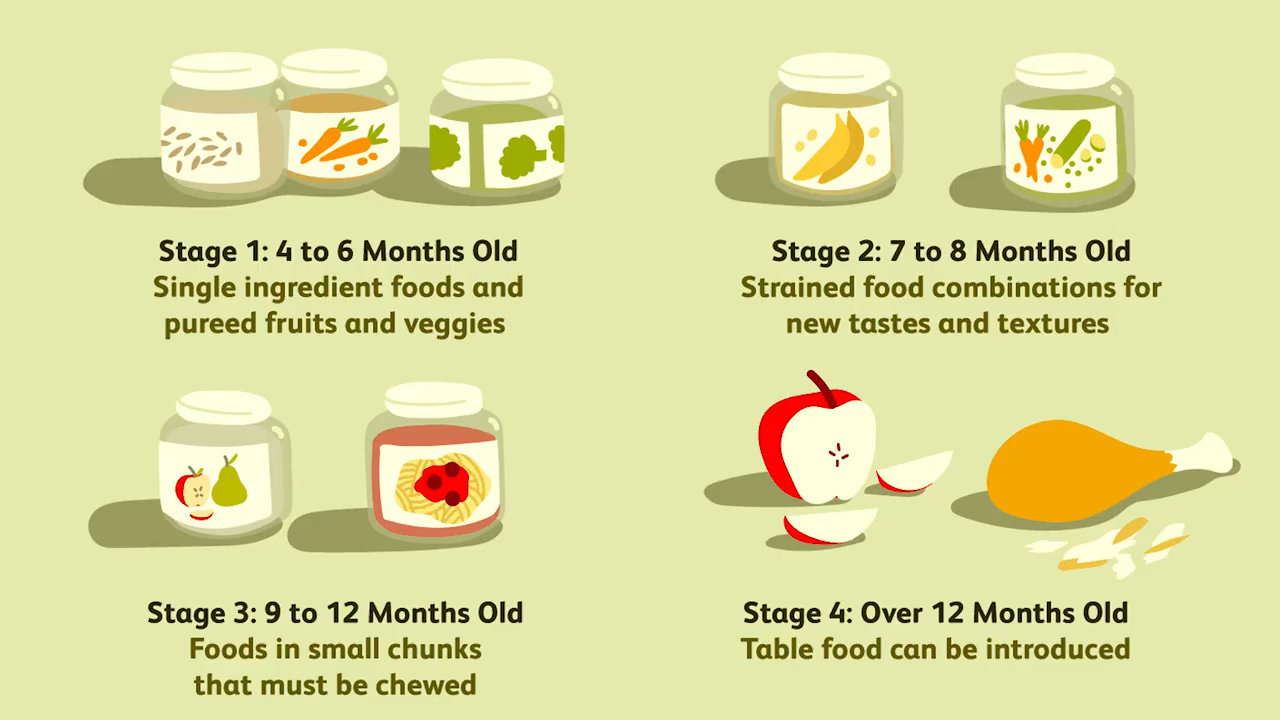 Stage 1: 4 to 6 Months Old
Single ingredient foods and
pureed fruits and veggies
Stage 2: 7 to 8 Months Old
Strained food combinations for
new tastes and textures
Stage 3: 9 to 12 Months Old
Foods in small chunks
that must be chewed
Stage 4: Over 12 Months Old
Table food can be introduced